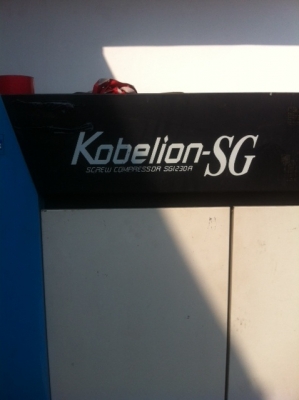 Kobelion-SG
SCREW COMPRESSOR SG1230A